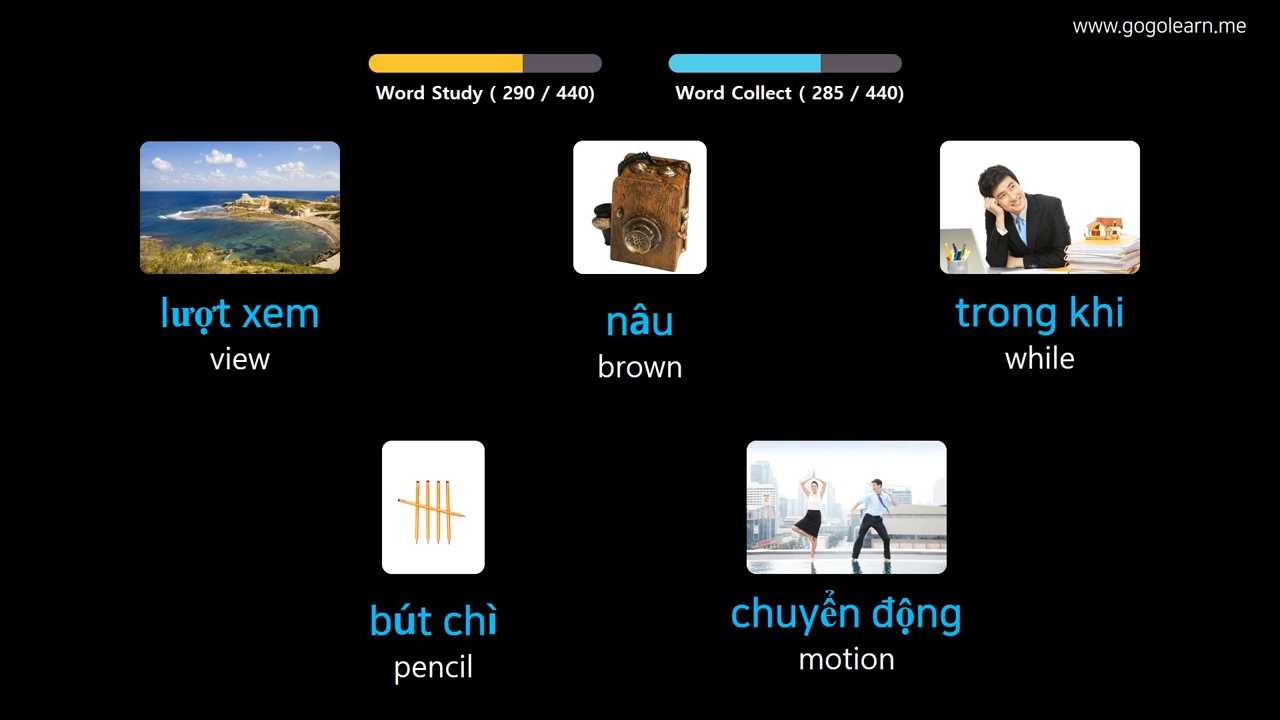 www.gogolearn.me
Word Study ( 290 / 440)
Word Collect ( 285 / 440)
lượt xem
view
nâu
brown
trong khi
while
bút chì
pencil
chuyển động
motion